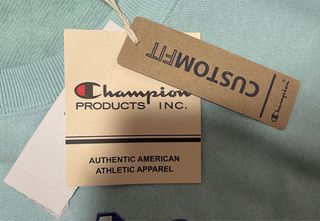 Champion
PRODUCTS INC.
AUTHENTIC AMERICAN
ATHLETIC APPAREL
CUSTOMFIT
Champion